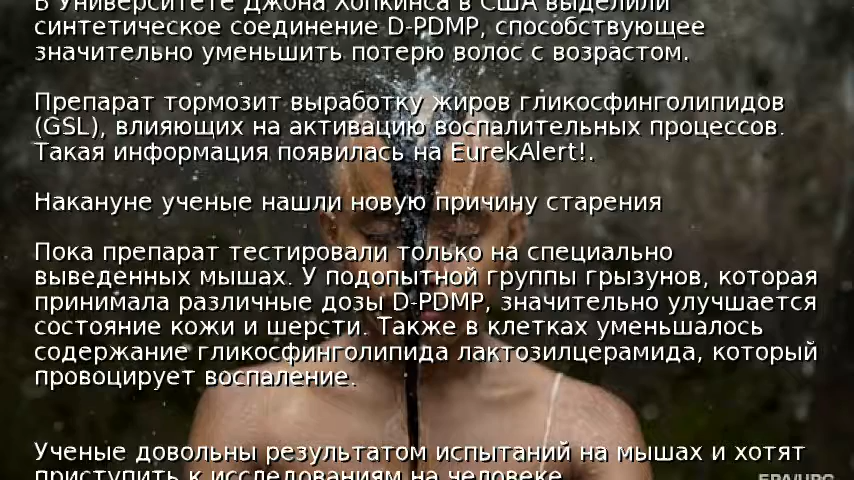 В Университете Джона Хопкинса в США выделили
синтетическое соединение D-PDMP, способствующее
значительно уменьшить потерю волос с возрастом.
Препарат тормозит выработку жиров гликосфинголипидов
(GSL), влияющих на активацию воспалительных процессов.
Такая информация появилась на EurekAlert!.
Накануне ученые нашли новую причину старения
Пока препарат тестировали только на специально
выведенных мышах. У подопытной группы грызунов, которая
принимала различные дозы D-PDMP, значительно улучшается
состояние кожи и шерсти. Также в клетках уменьшалось
содержание гликосфинголипида лактозилцерамида, который
провоцирует воспаление.
Ученые довольны результатом испытаний на мышах и хотят
приступить к исследованиям на человеке.
EPA/UPG